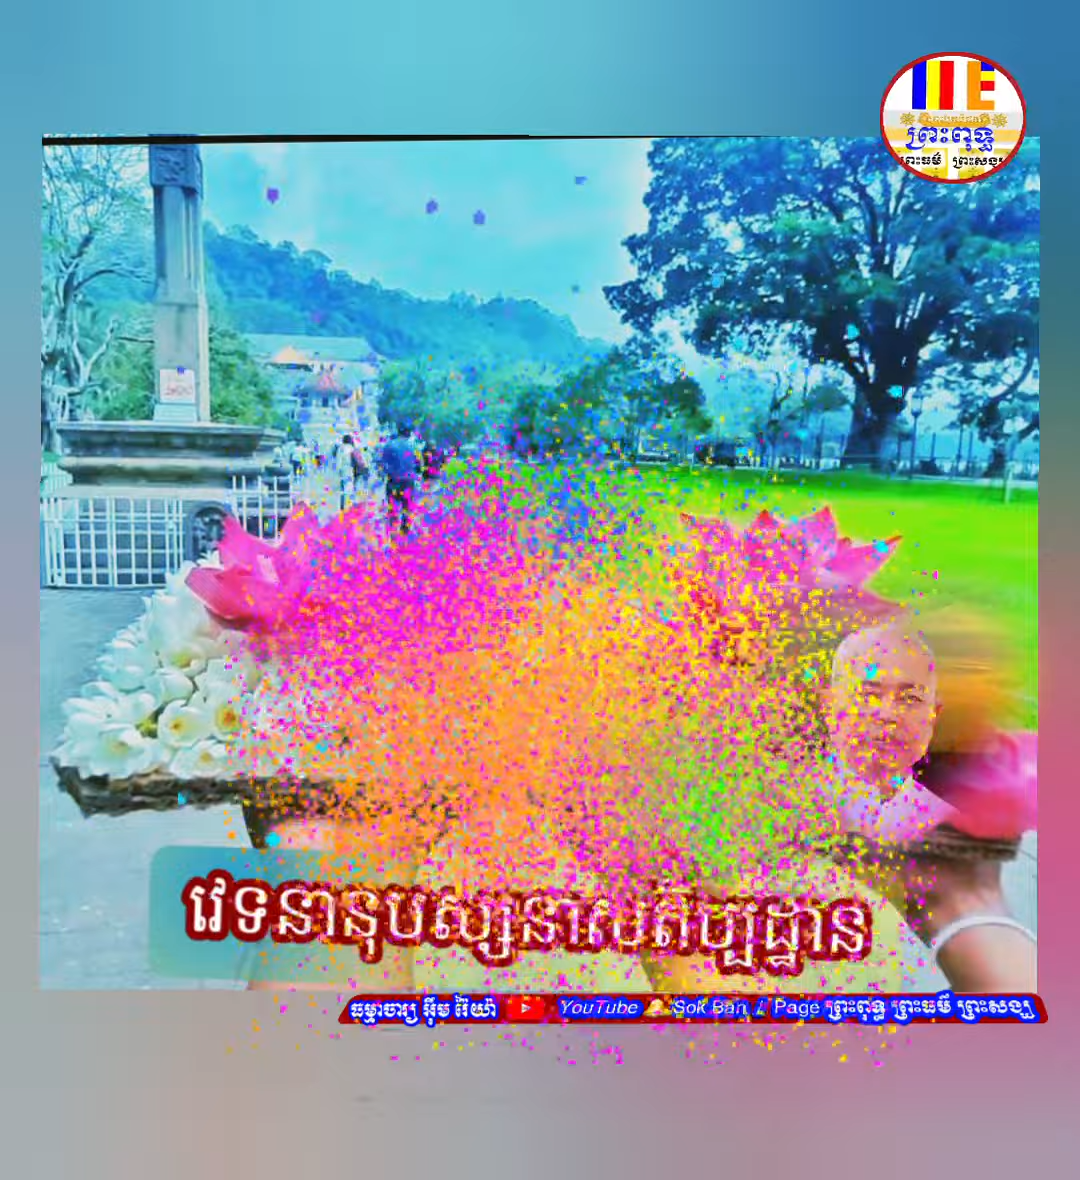 ព្រះពុទ្ធ
ព្រះធម៌ ព្រះសង្ឃ
វេទនានុបស្សនាសតិប្បដ្ឋាន
ធម្មាចារ្យ អ៊ឹម រ៉ៃយ៉ា YouTube Sok Ban / Page ព្រះពុទ្ធ ព្រះធម៌ ព្រះសង្ឃ